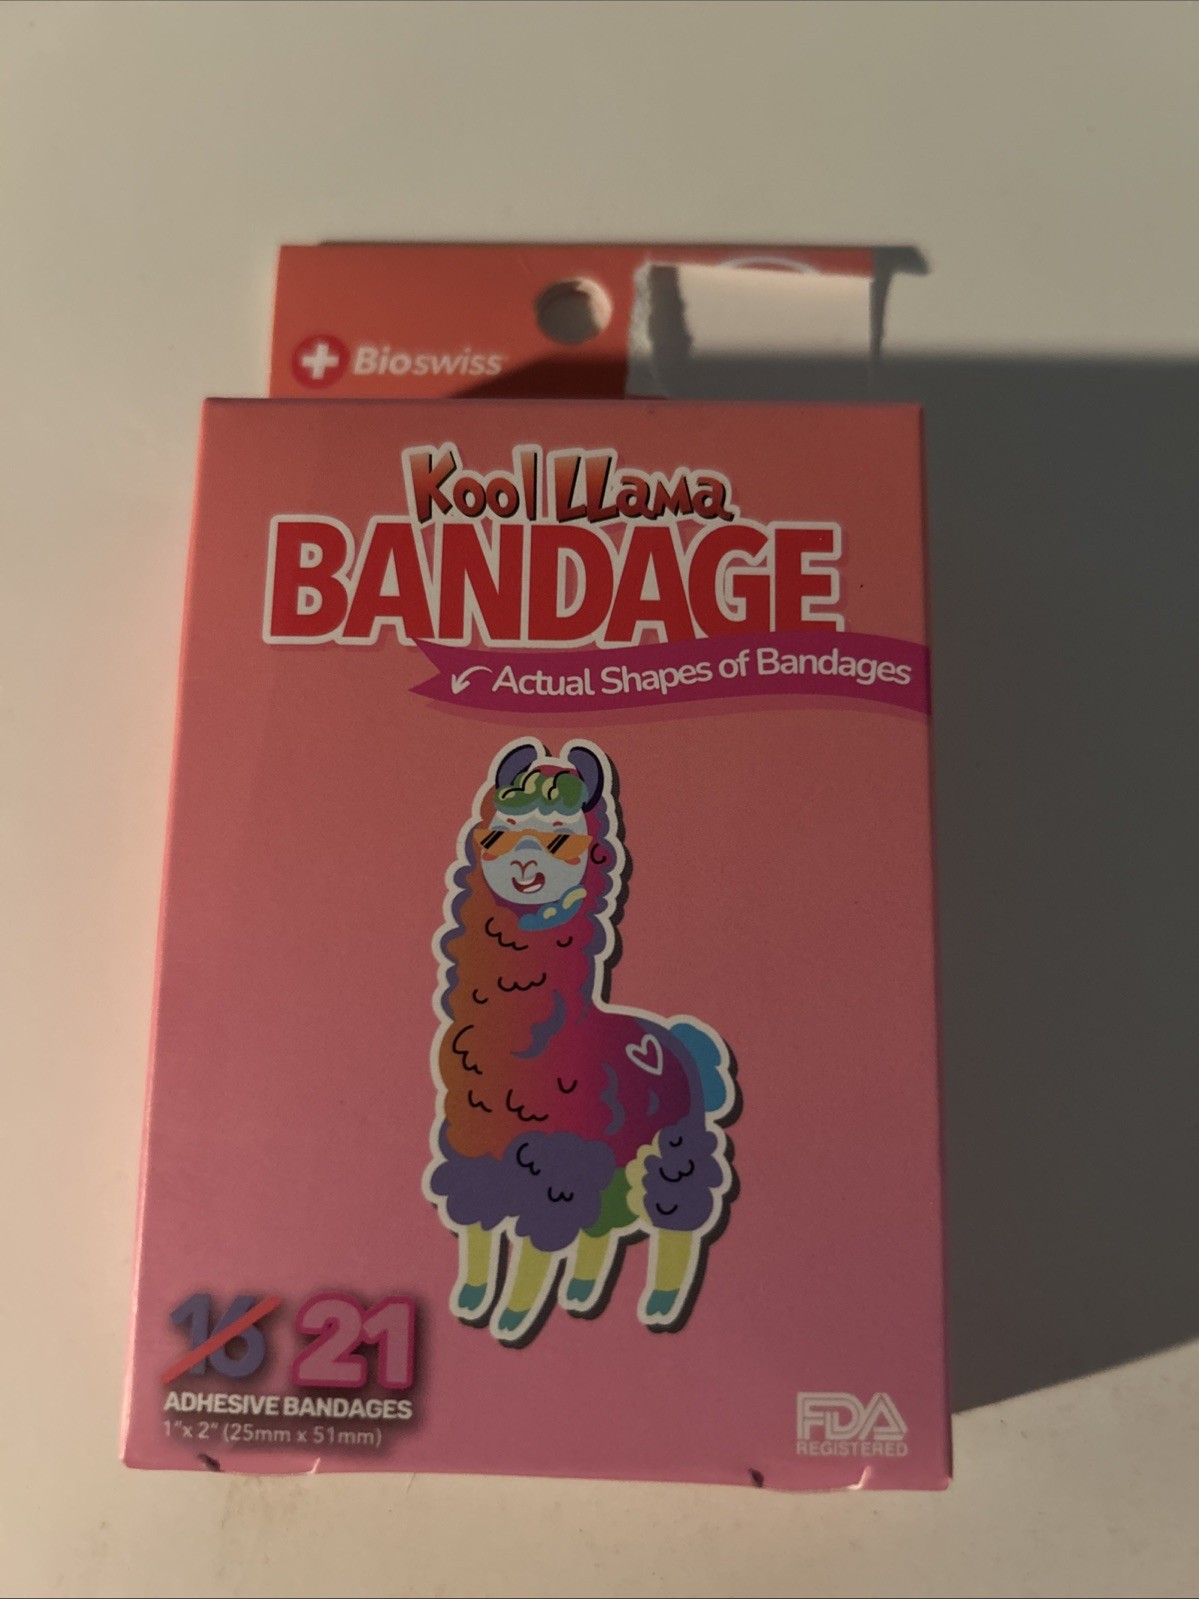 Bioswiss
Kool LLama
BANDAGE
Actual Shapes of Bandages
16 21
ADHESIVE BANDAGES
1"x 2" (25mm x 51mm)
FDA
REGISTERED